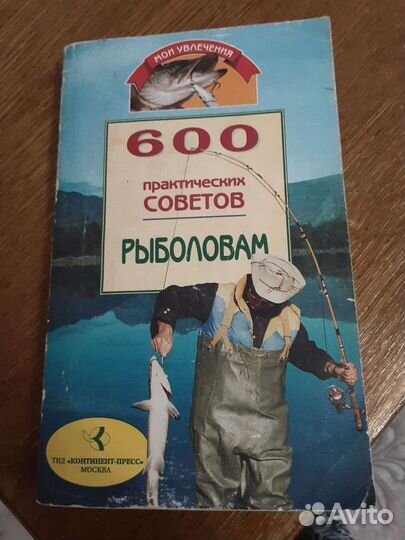 МОИ УВЛЕЧЕНИЯ
600
практических
СОВЕТОВ
РЫБОЛОВАМ
ТИД «КОНТИНЕНТ-ПРЕСС»
МОСКВА
Avito